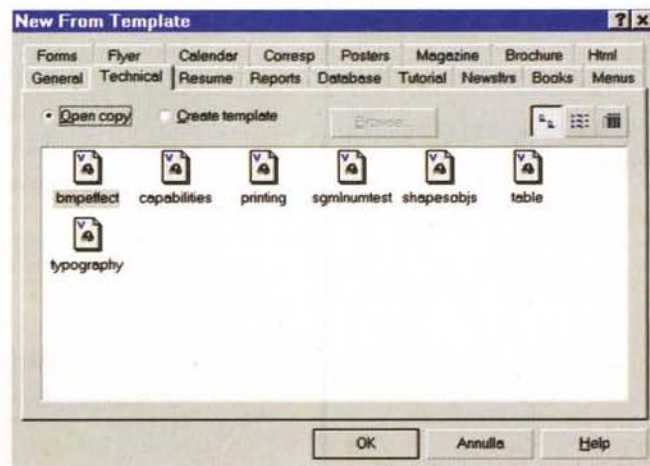 New From Template
Forms Flyer Calendar Corresp Posters Magazine Brochure Html
General Technical Resume Reports Database Tutorial Newsltrs Books Menus
Open copy Create template Browse...
bmpeffect capabilities printing sgmlnumtest shapesobjs table
typography
OK Annulla Help